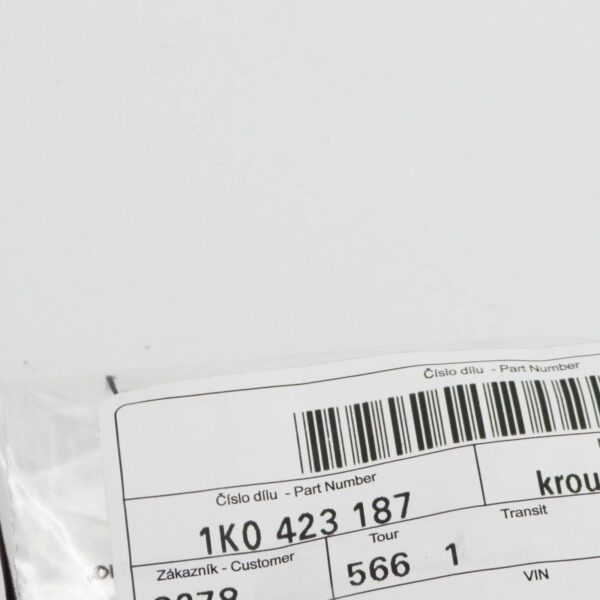 Číslo dílu - Part Number
Číslo dílu - Part Number
1K0 423 187
krou
Zákazník - Customer
Tour
566 1
Transit
VIN